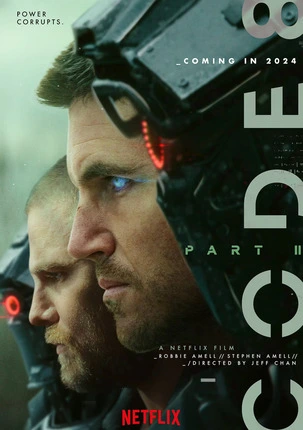 POWER
CORRUPTS.
_COMING IN 2024
CODE 8
PART II
A NETFLIX FILM
_ROBBIE AMELL // STEPHEN AMELL//
_/DIRECTED BY JEFF CHAN
NETFLIX